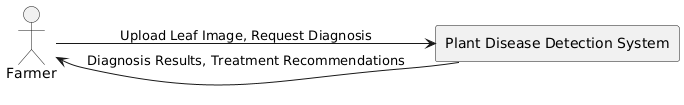 Upload Leaf Image, Request Diagnosis
Plant Disease Detection System
Diagnosis Results, Treatment Recommendations
Farmer